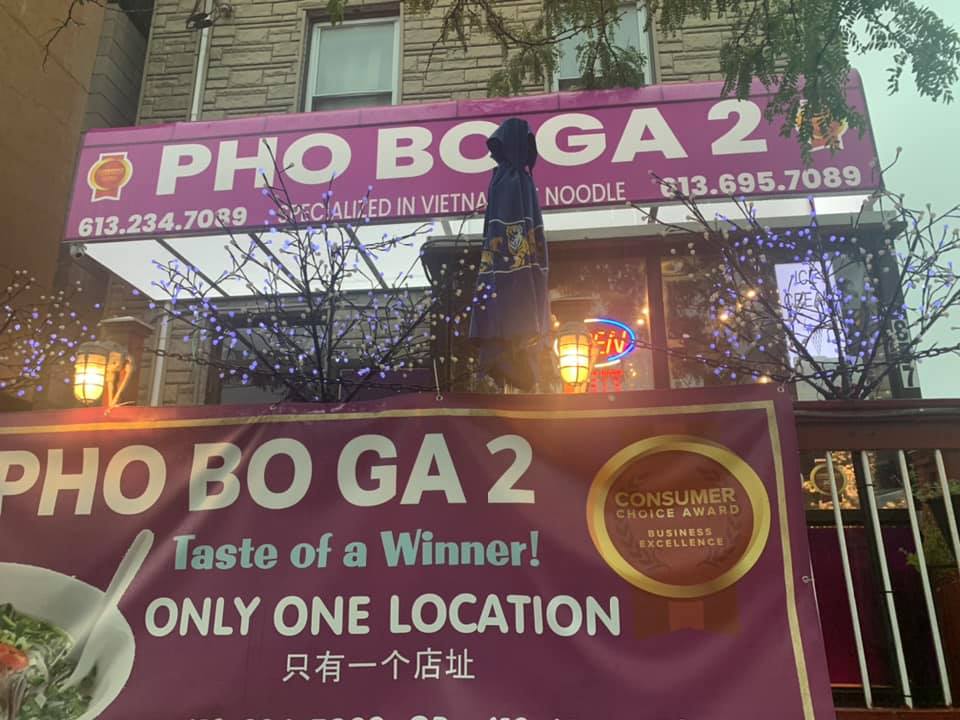 PHO BO GA 2
613.234.7089 SPECIALIZED IN NOODLE 613.695.7089
ICE
PHO BO GA 2
Taste of a Winner!
CONSUMER
CHOICE AWARD
BUSINESS
EXCELLENCE
ONLY ONE LOCATION
只有一个店址